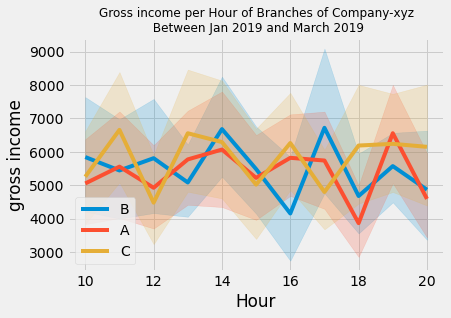 Gross income per Hour of Branches of Company-xyz
Between Jan 2019 and March 2019
gross income
9000
8000
7000
6000
5000
4000
3000
B
A
C
10
12
14
16
18
20
Hour